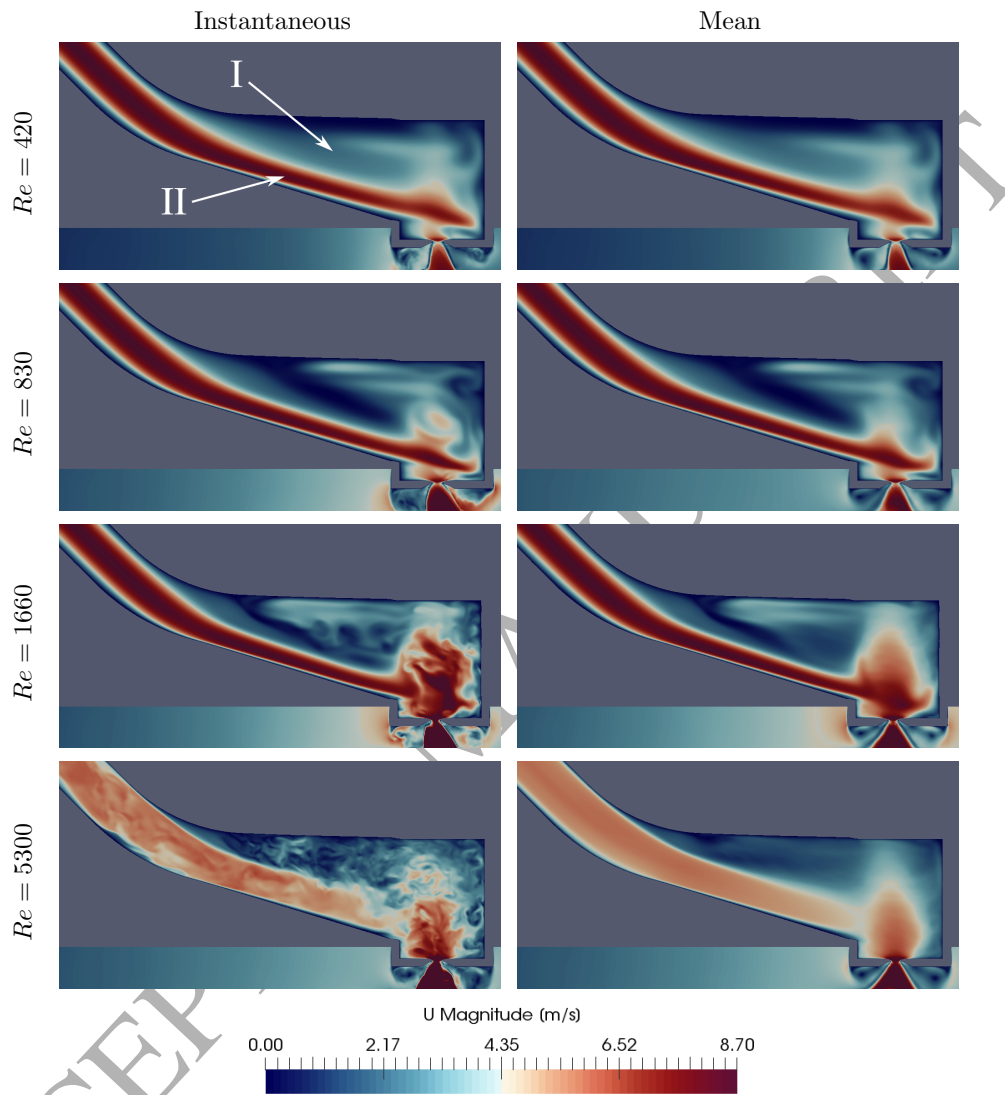 Instantaneous Mean
Re = 420
I
II
Re = 830
Re = 1660
Re = 5300
U Magnitude (m/s)
0.00 2.17 4.35 6.52 8.70